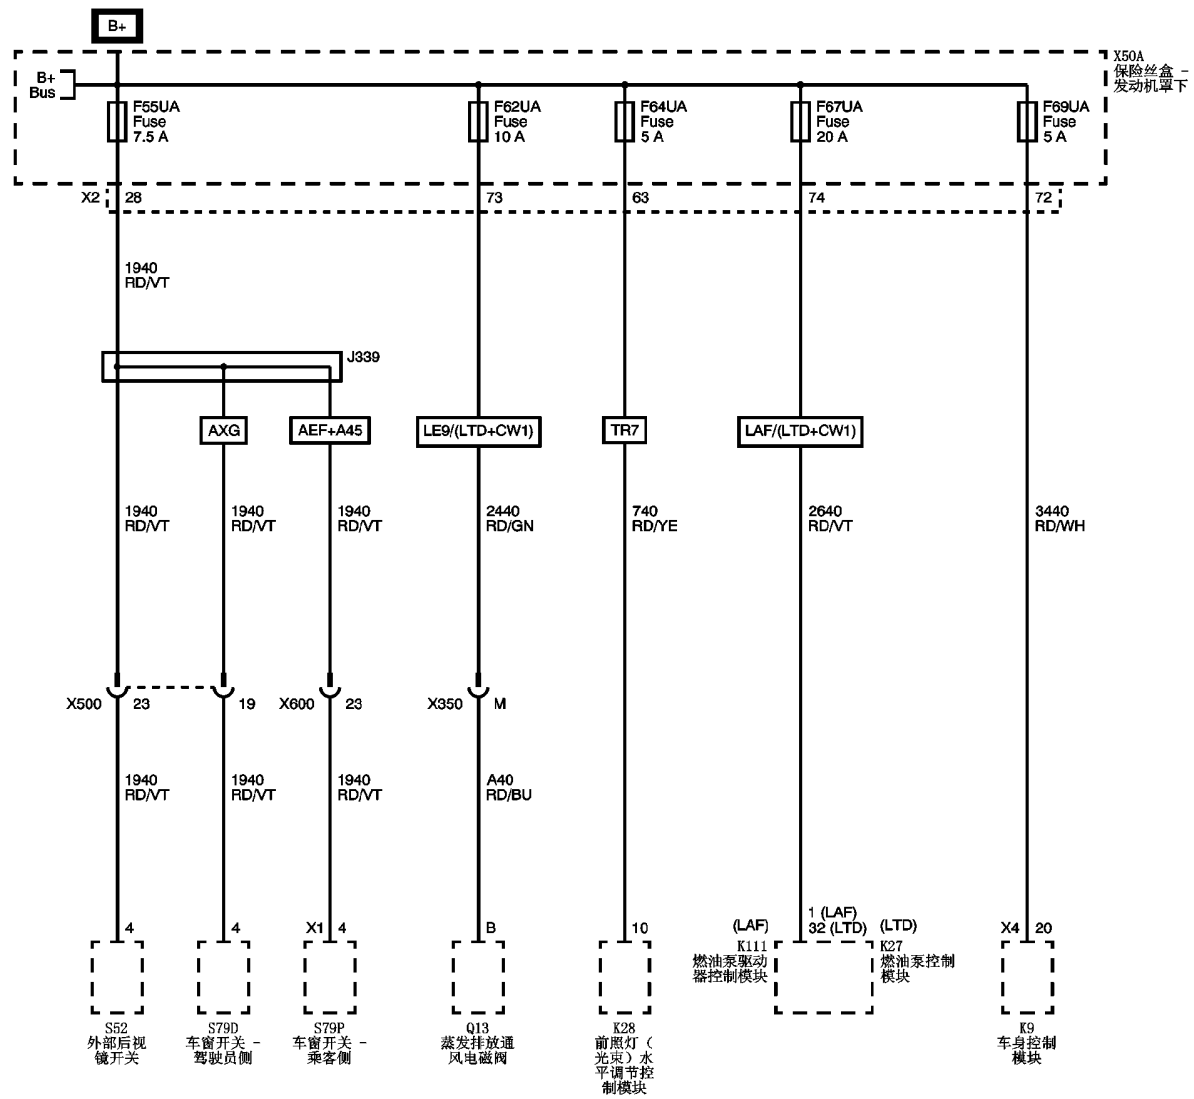 B+
X50A
保险丝盒 -
发动机罩下
B+
Bus
F55UA
Fuse
7.5 A
F62UA
Fuse
10 A
F64UA
Fuse
5 A
F67UA
Fuse
20 A
F69UA
Fuse
5 A
X2
28
73
63
74
72
1940
RD/VT
J339
AXG
AEF+A45
LE9/(LTD+CW1)
TR7
LAF/(LTD+CW1)
1940
RD/VT
1940
RD/VT
1940
RD/VT
2440
RD/GN
740
RD/YE
2640
RD/VT
3440
RD/WH
X500
23
19
X600
23
X350
M
1940
RD/VT
1940
RD/VT
1940
RD/VT
A40
RD/BU
4
4
X1
4
B
10
(LAF)
1 (LAF)
32 (LTD)
(LTD)
X4
20
K111
燃油泵驱动
器控制模块
K27
燃油泵控制
模块
S52
外部后视
镜开关
S79D
车窗开关 -
驾驶员侧
S79P
车窗开关 -
乘客侧
Q13
蒸发排放通
风电磁阀
K28
前照灯（
光束）水
平调节控
制模块
K9
车身控制
模块